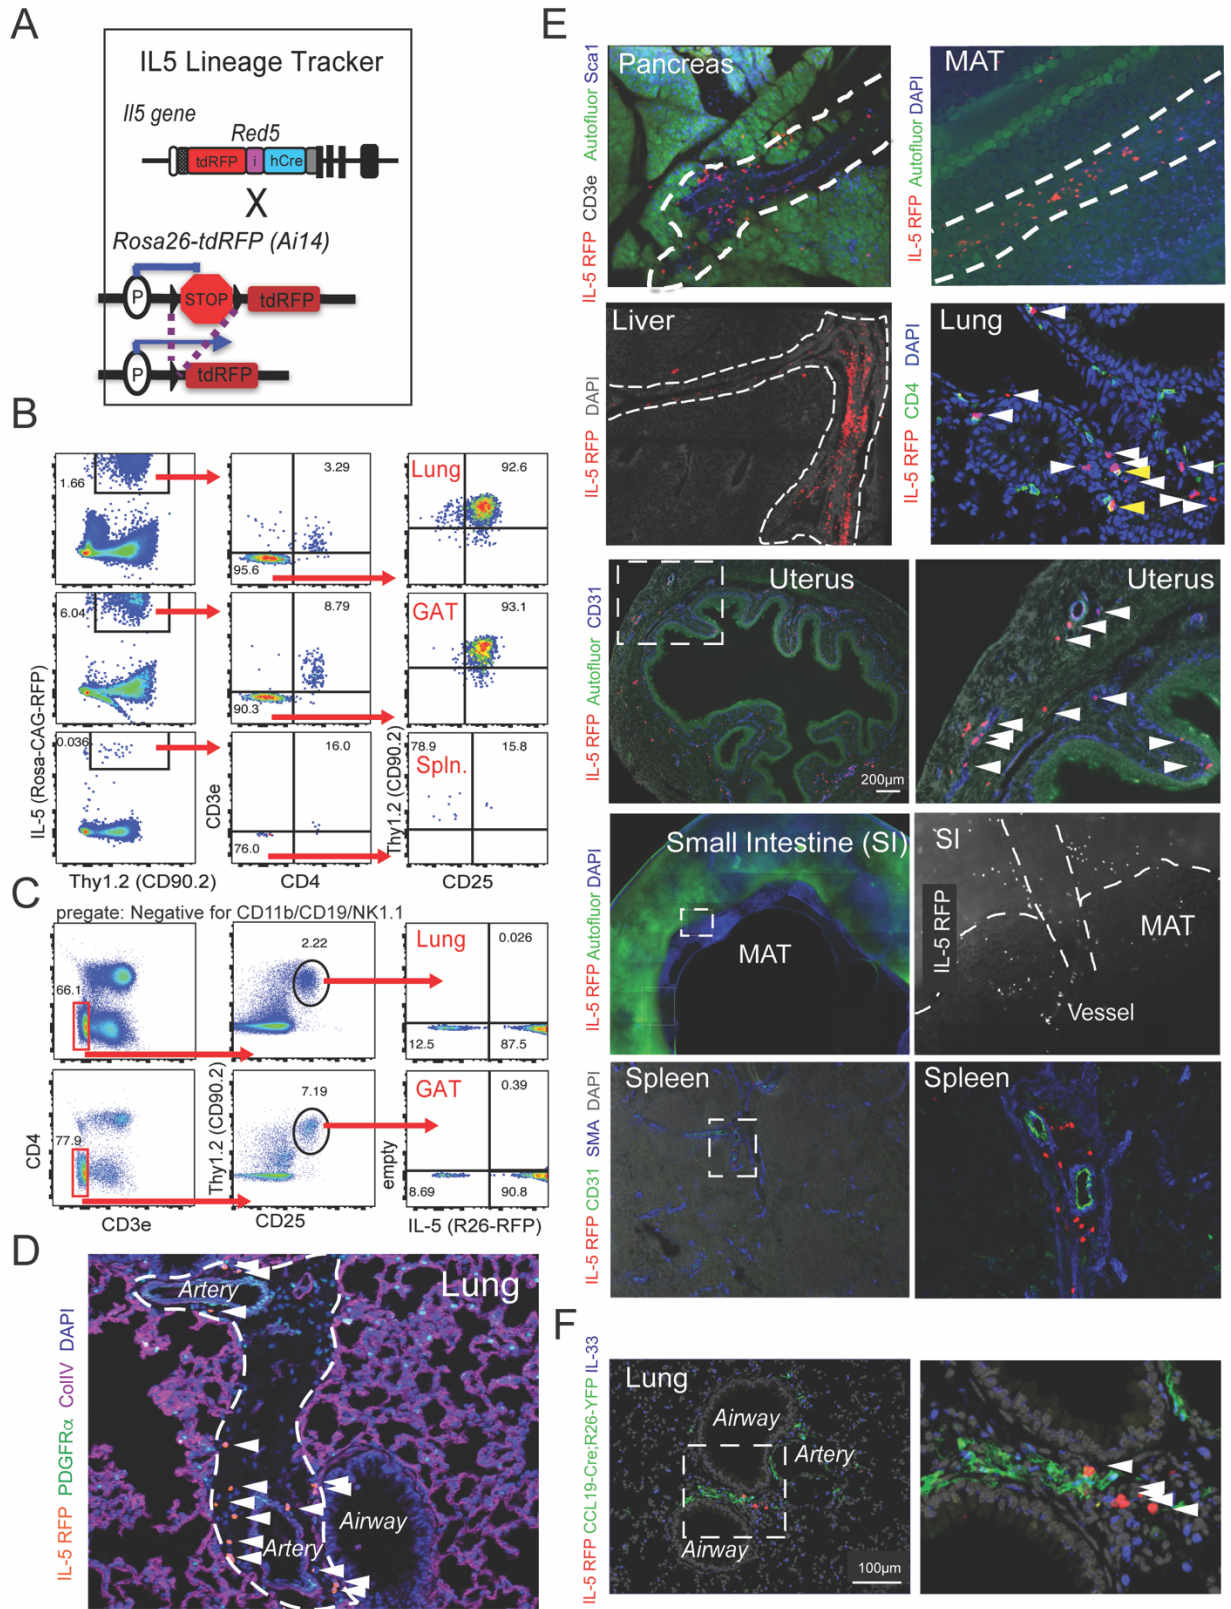 A
IL5 Lineage Tracker
Il5 gene
Red5
tdRFP
i
hCre
X
Rosa26-tdRFP (Ai14)
P
STOP
tdRFP
P
tdRFP
B
1.66
3.29
95.6
Lung
92.6
6.04
8.79
90.3
GAT
93.1
0.036
16.0
76.0
78.9
15.8
Spln.
IL-5 (Rosa-CAG-RFP)
CD3e
Thy1.2 (CD90.2)
Thy1.2 (CD90.2)
CD4
CD25
C
pregate: Negative for CD11b/CD19/NK1.1
66.1
2.22
Lung
0.026
12.5
87.5
77.9
7.19
GAT
0.39
8.69
90.8
CD4
Thy1.2 (CD90.2)
empty
CD3e
CD25
IL-5 (R26-RFP)
D
IL-5 RFP PDGFRα ColIV DAPI
Lung
Artery
Artery
Airway
E
IL-5 RFP CD3e Autofluor Sca1
Pancreas
IL-5 RFP Autofluor DAPI
MAT
IL-5 RFP DAPI
Liver
IL-5 RFP CD4 DAPI
Lung
IL-5 RFP Autofluor CD31
Uterus
200µm
Uterus
IL-5 RFP Autofluor DAPI
Small Intestine (SI)
MAT
IL-5 RFP
SI
MAT
Vessel
IL-5 RFP CD31 SMA DAPI
Spleen
Spleen
F
IL-5 RFP CCL19-Cre;R26-YFP IL-33
Lung
Airway
Artery
Airway
100µm